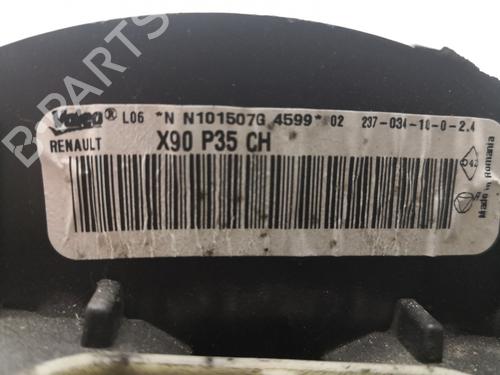 Valeo® L06 *N N101507G 4599* 02 237-034-10-0-2.4
RENAULT X90 P35 CH
Made in Romania
B-PARTS